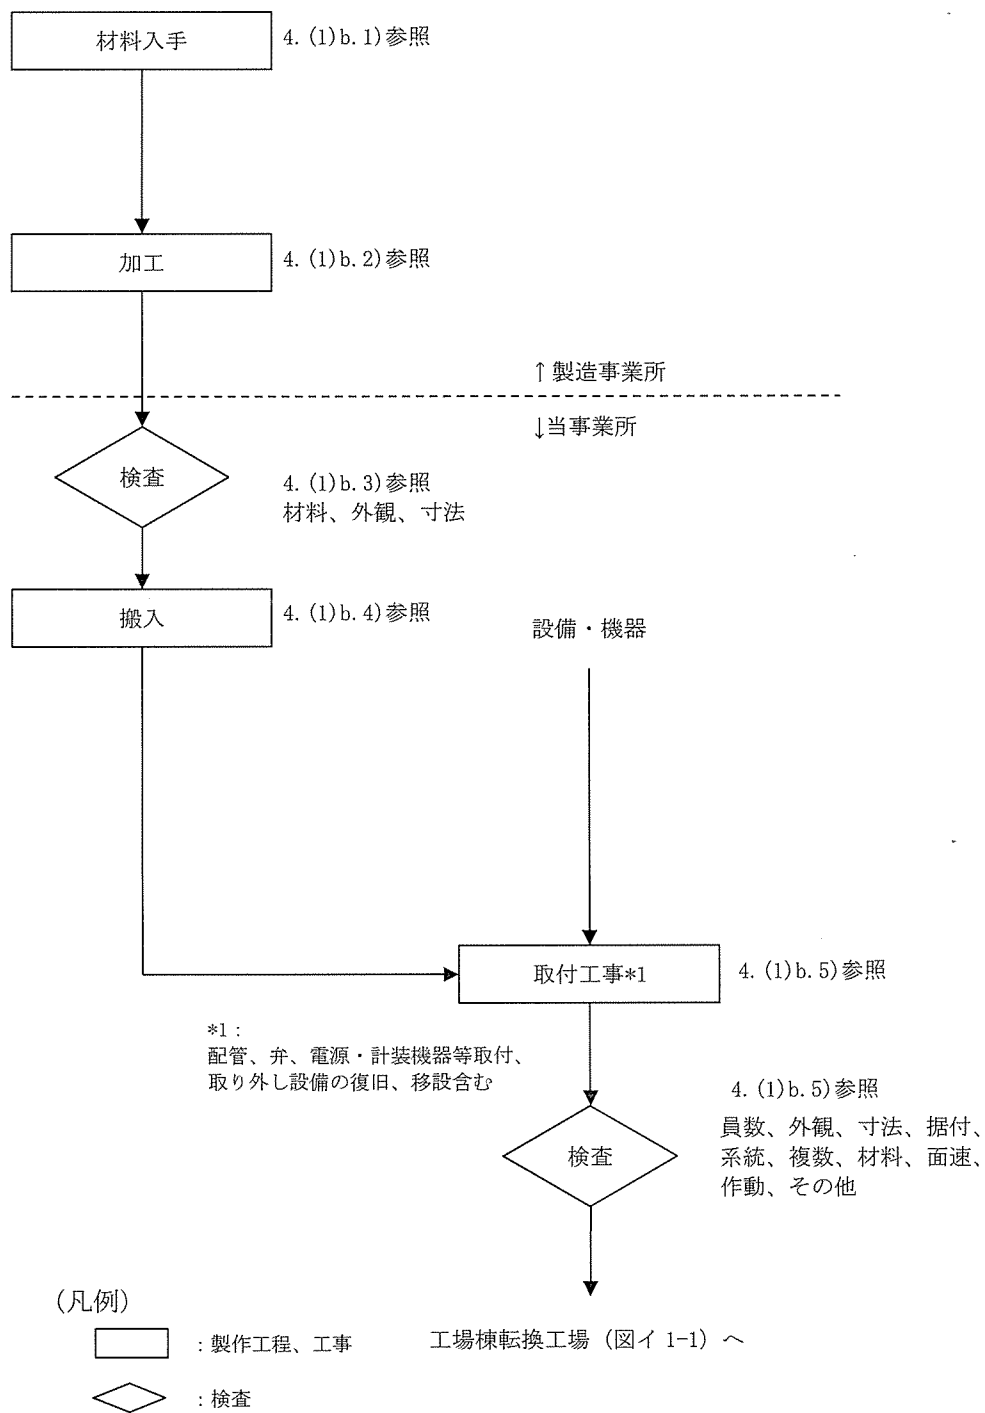 材料入手
4. (1)b.1)参照
加工
4. (1)b.2)参照
↑製造事業所
↓当事業所
検査
4. (1)b.3)参照
材料、外観、寸法
搬入
4. (1)b.4)参照
設備・機器
取付工事*1
4. (1)b.5)参照
*1：
配管、弁、電源・計装機器等取付、
取り外し設備の復旧、移設含む
4. (1)b.5)参照
検査
員数、外観、寸法、据付、
系統、複数、材料、面速、
作動、その他
(凡例)
：製作工程、工事
工場棟転換工場（図イ 1-1）へ
：検査